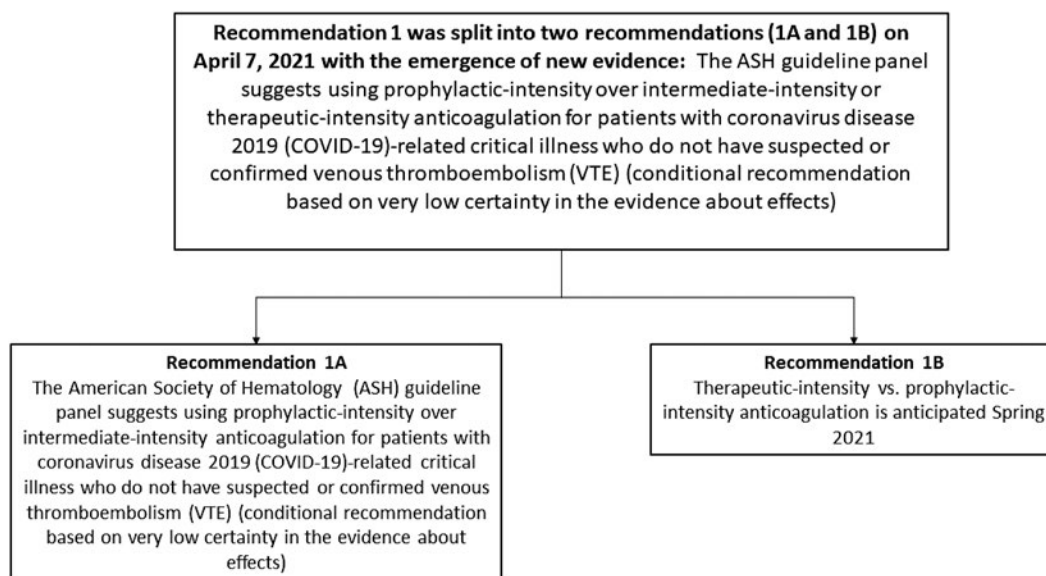 Recommendation 1 was split into two recommendations (1A and 1B) on
April 7, 2021 with the emergence of new evidence: The ASH guideline panel
suggests using prophylactic-intensity over intermediate-intensity or
therapeutic-intensity anticoagulation for patients with coronavirus disease
2019 (COVID-19)-related critical illness who do not have suspected or
confirmed venous thromboembolism (VTE) (conditional recommendation
based on very low certainty in the evidence about effects)
Recommendation 1A
The American Society of Hematology (ASH) guideline
panel suggests using prophylactic-intensity over
intermediate-intensity anticoagulation for patients with
coronavirus disease 2019 (COVID-19)-related critical
illness who do not have suspected or confirmed venous
thromboembolism (VTE) (conditional recommendation
based on very low certainty in the evidence about
effects)
Recommendation 1B
Therapeutic-intensity vs. prophylactic-
intensity anticoagulation is anticipated Spring
2021